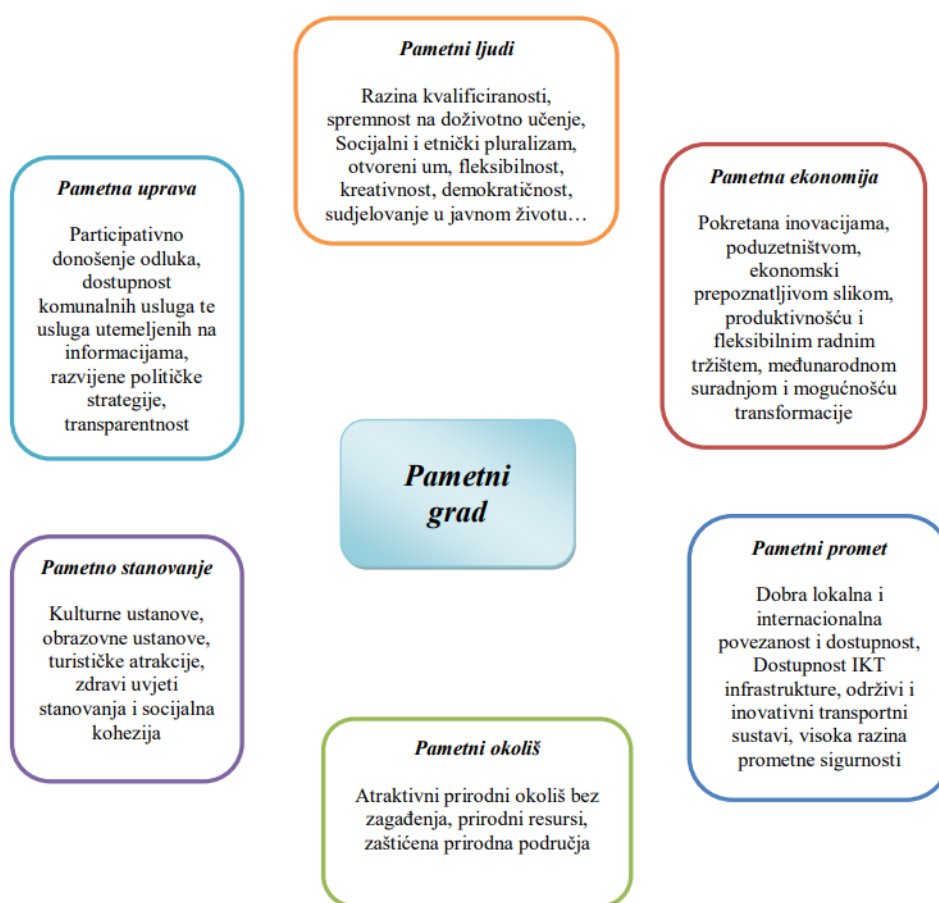 Pametni ljudi
Razina kvalificiranosti,
spremnost na doživotno učenje,
Socijalni i etnički pluralizam,
otvoreni um, fleksibilnost,
kreativnost, demokratičnost,
sudjelovanje u javnom životu…
Pametna uprava
Participativno
donošenje odluka,
dostupnost
komunalnih usluga te
usluga utemeljenih na
informacijama,
razvijene političke
strategije,
transparentnost
Pametna ekonomija
Pokretana inovacijama,
poduzetništvom,
ekonomski
prepoznatljivom slikom,
produktivnošću i
fleksibilnim radnim
tržištem, međunarodnom
suradnjom i mogućnošću
transformacije
Pametni
grad
Pametno stanovanje
Kulturne ustanove,
obrazovne ustanove,
turističke atrakcije,
zdravi uvjeti
stanovanja i socijalna
kohezija
Pametni promet
Dobra lokalna i
internacionalna
povezanost i dostupnost,
Dostupnost IKT
infrastrukture, održivi i
inovativni transportni
sustavi, visoka razina
prometne sigurnosti
Pametni okoliš
Atraktivni prirodni okoliš bez
zagađenja, prirodni resursi,
zaštićena prirodna područja